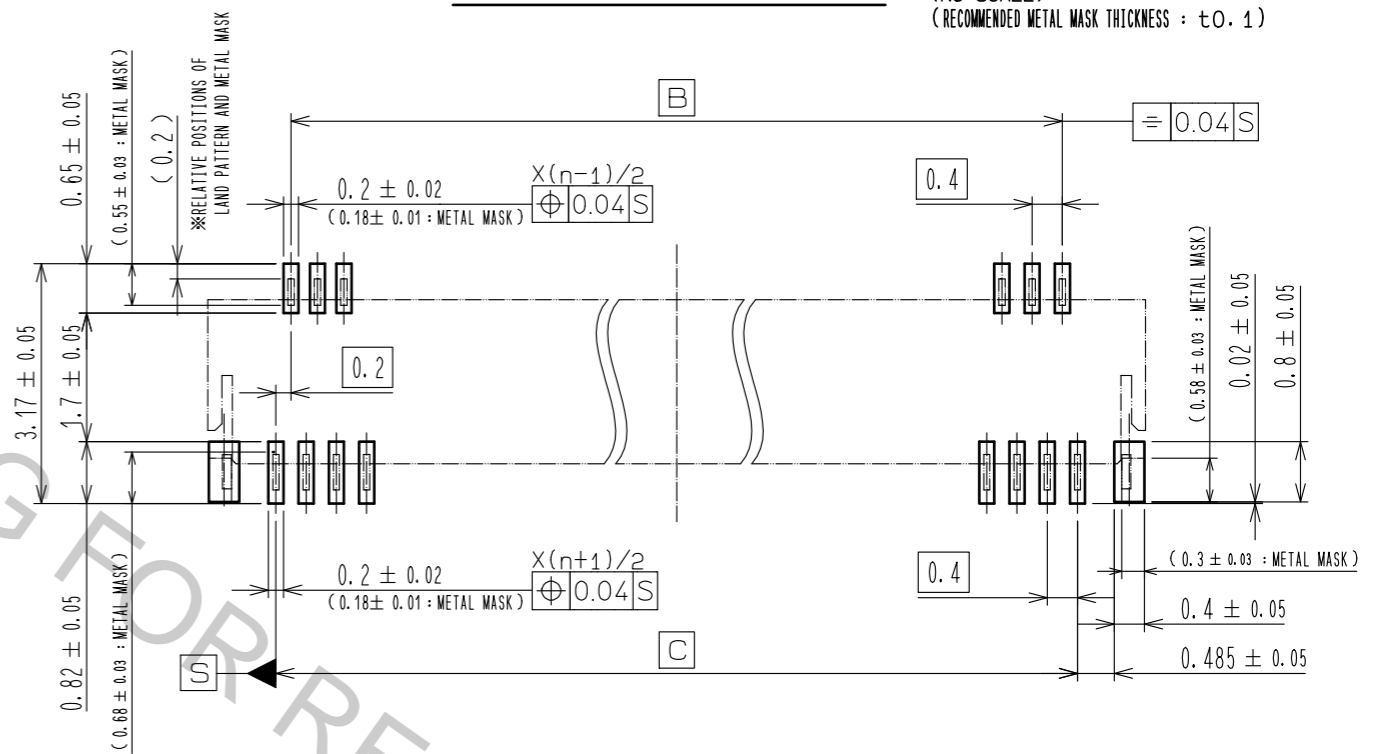 (RECOMMENDED METAL MASK THICKNESS : t0.1)
B
⌯ 0.04 S
0.65 ± 0.05
(0.55 ± 0.03 : METAL MASK)
(0.2)
※RELATIVE POSITIONS OF
LAND PATTERN AND METAL MASK
0.2 ± 0.02
(0.18± 0.01 : METAL MASK)
X(n-1)/2
⌖ 0.04 S
0.4
3.17 ± 0.05
1.7 ± 0.05
0.2
(0.58 ± 0.03 : METAL MASK)
0.02 ± 0.05
0.8 ± 0.05
0.82 ± 0.05
(0.68 ± 0.03 : METAL MASK)
0.2 ± 0.02
(0.18± 0.01 : METAL MASK)
X(n+1)/2
⌖ 0.04 S
0.4
(0.3 ± 0.03 : METAL MASK)
0.4 ± 0.05
0.485 ± 0.05
S
C
G FOR RE